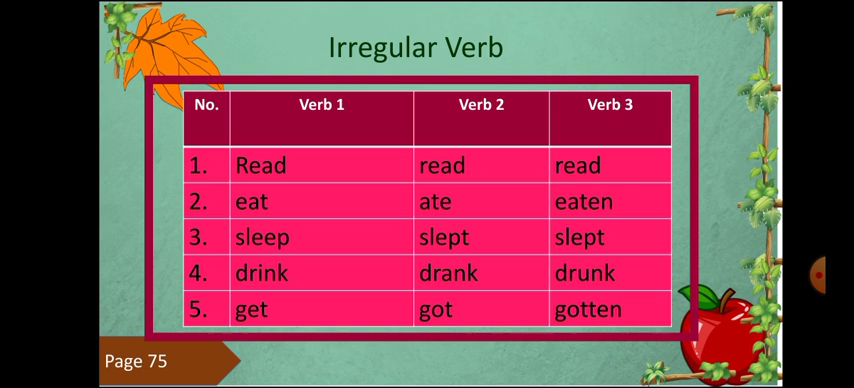 Irregular Verb
No. Verb 1 Verb 2 Verb 3
1. Read read read
2. eat ate eaten
3. sleep slept slept
4. drink drank drunk
5. get got gotten
Page 75